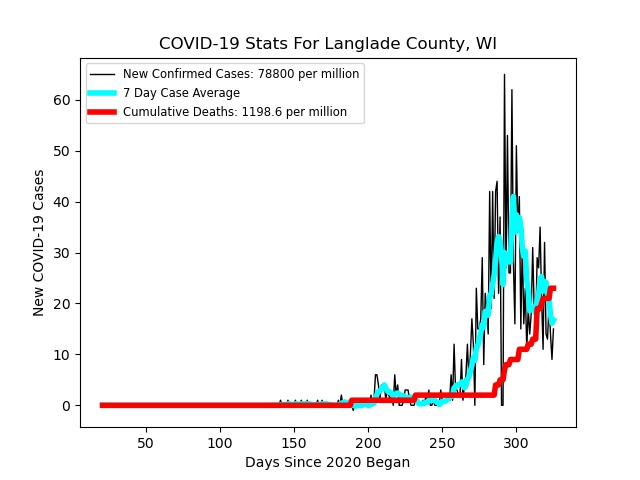 COVID-19 Stats For Langlade County, WI
New Confirmed Cases: 78800 per million
7 Day Case Average
Cumulative Deaths: 1198.6 per million
New COVID-19 Cases
60
50
40
30
20
10
0
50 100 150 200 250 300
Days Since 2020 Began